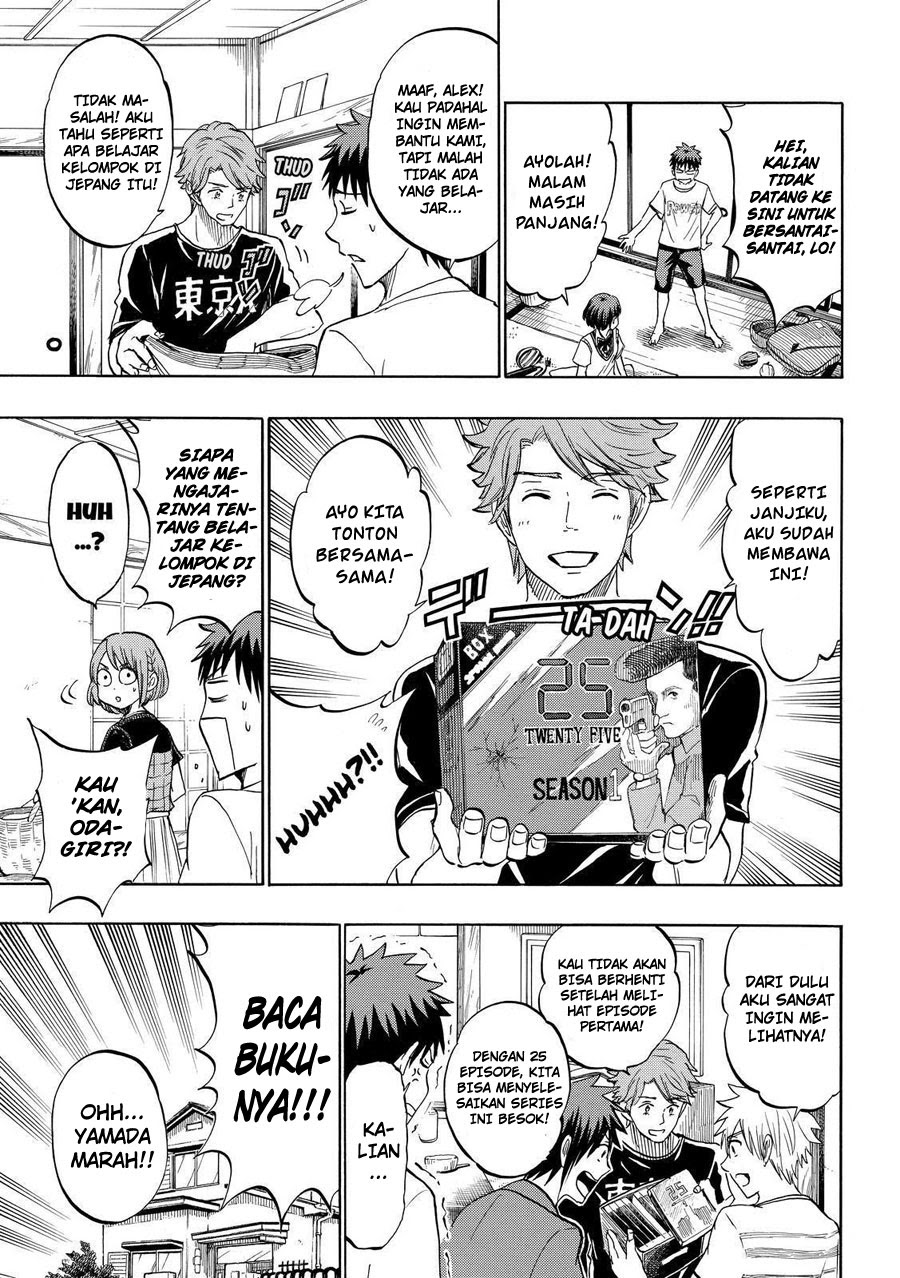 HEI,
KALIAN
TIDAK
DATANG KE
SINI UNTUK
BERSANTAI-
SANTAI, LO!
AYOLAH!
MALAM
MASIH
PANJANG!
MAAF, ALEX!
KAU PADAHAL
INGIN MEM-
BANTU KAMI,
TAPI MALAH
TIDAK ADA
YANG BELA-
JAR...
THUD
TIDAK MA-
SALAH! AKU
TAHU SEPERTI
APA BELAJAR
KELOMPOK DI
JEPANG ITU!
THUD
東京
SEPERTI
JANJIKU,
AKU SUDAH
MEMBAWA
INI!
AYO KITA
TONTON
BERSAMA-
SAMA!
デーン!!
TA-DAH
BOX
25
TWENTY FIVE
SEASON 1
HUHHH?!!
SIAPA
YANG ME-
NGAJA-
RINYA TEN-
TANG BELA-
JAR KE-
LOMPOK DI
JEPANG?
HUH
...?
KAU
'KAN,
ODA-
GIRI?!
DARI DULU
AKU SANGAT
INGIN ME-
LIHATNYA!
KAU TIDAK AKAN
BISA BERHENTI
SETELAH MELI-
HAT EPISODE
PERTAMA!
DENGAN 25
EPISODE, KITA
BISA MENYELE-
SAIKAN SERIES
INI BESOK!
25
KA-
LIAN
...
BACA
BUKU-
NYA!!!
OHH...
YAMADA
MARAH!!